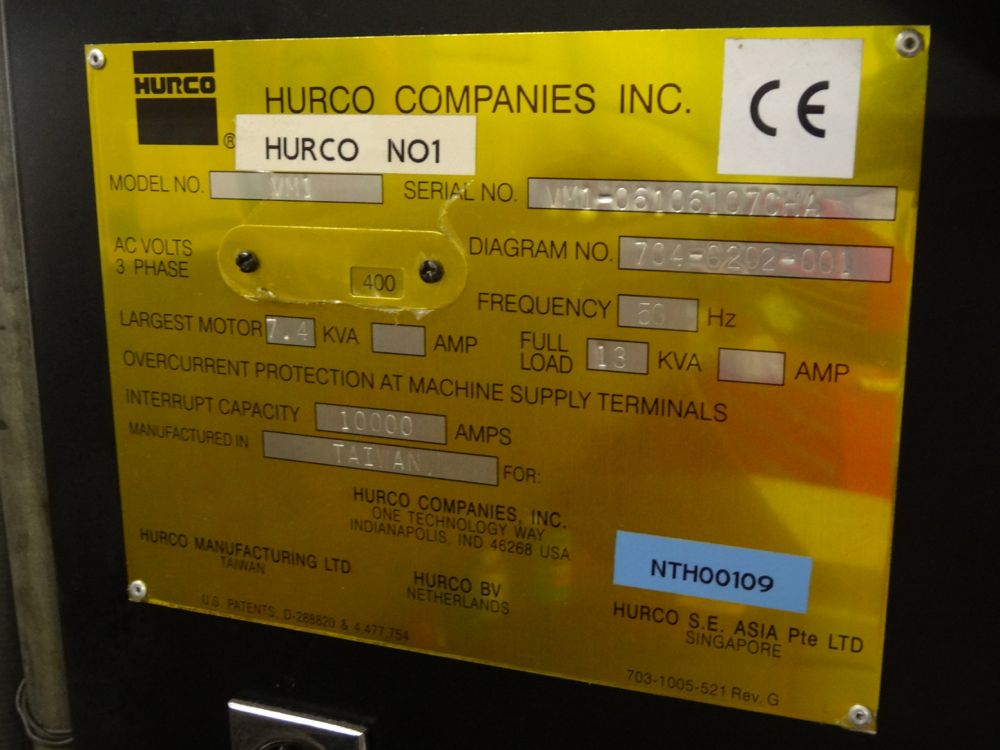 HURCO
®
HURCO COMPANIES INC.
CE
HURCO NO1
MODEL NO. VM1 SERIAL NO. VM1-06106107CHA
AC VOLTS
3 PHASE
400
DIAGRAM NO. 704-6202-001
FREQUENCY 50 Hz
LARGEST MOTOR 7.4 KVA AMP
FULL
LOAD 13 KVA AMP
OVERCURRENT PROTECTION AT MACHINE SUPPLY TERMINALS
INTERRUPT CAPACITY 10000 AMPS
MANUFACTURED IN TAIWAN. FOR:
HURCO COMPANIES, INC.
ONE TECHNOLOGY WAY
INDIANAPOLIS, IND 46268 USA
HURCO MANUFACTURING LTD
TAIWAN
HURCO BV
NETHERLANDS
NTH00109
HURCO S.E. ASIA Pte LTD
SINGAPORE
U.S. PATENTS: D-288820 & 4,477,754
703-1005-521 Rev. G